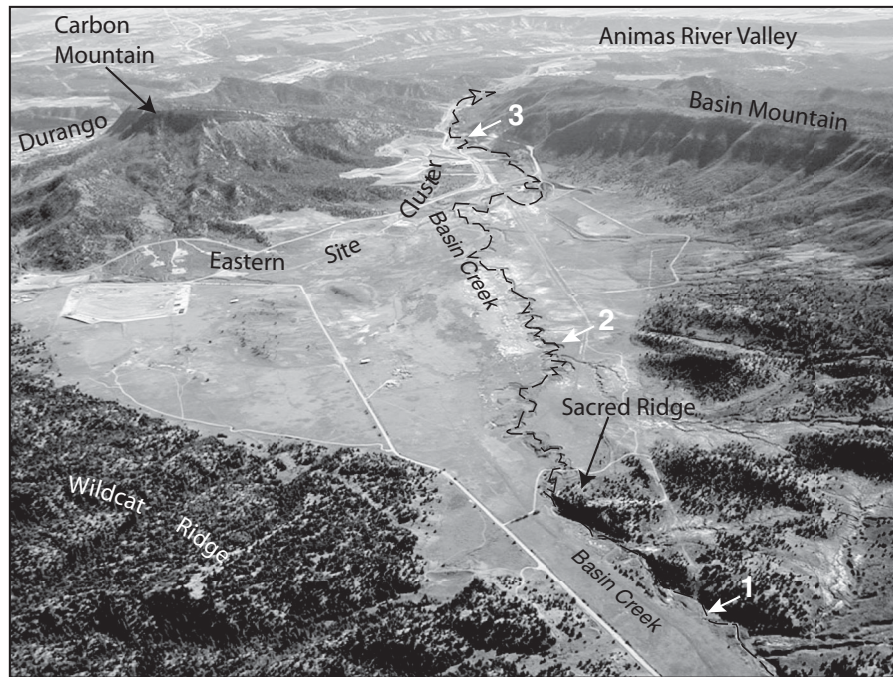 Carbon
Mountain
Animas River Valley
Durango
3
Basin Mountain
Cluster
Basin Creek
Site
Eastern
2
Sacred Ridge
Wildcat Ridge
Basin Creek
1